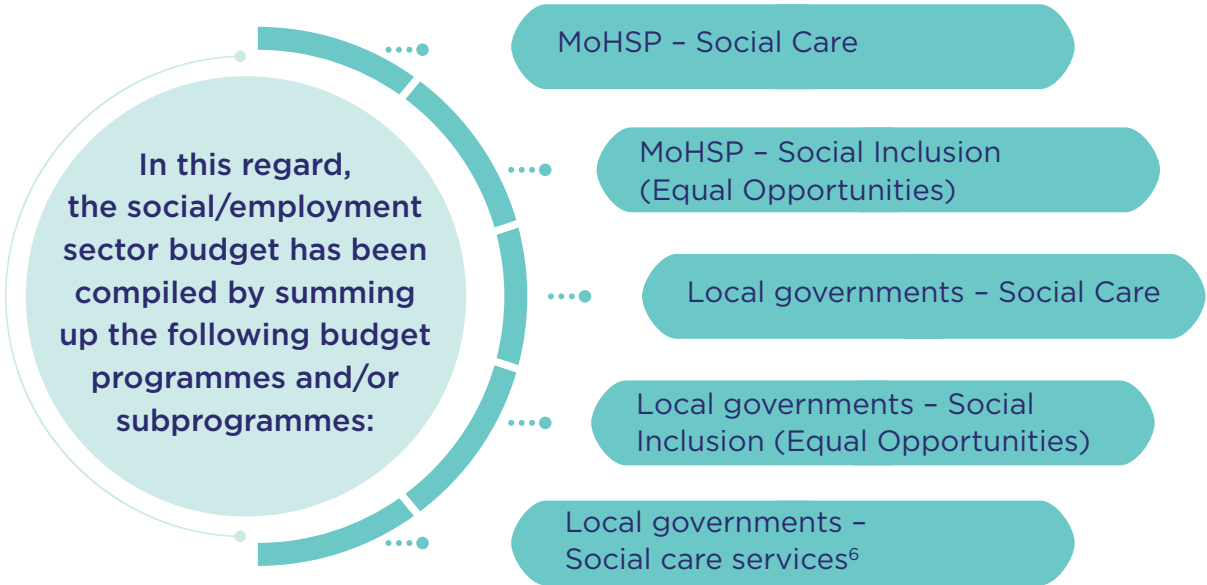 In this regard,
the social/employment
sector budget has been
compiled by summing
up the following budget
programmes and/or
subprogrammes:
MoHSP – Social Care
MoHSP – Social Inclusion
(Equal Opportunities)
Local governments – Social Care
Local governments – Social
Inclusion (Equal Opportunities)
Local governments –
Social care services⁶